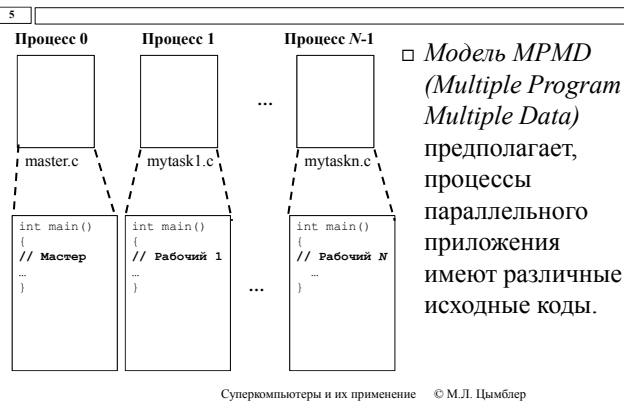 5
Процесс 0 Процесс 1 Процесс N-1
...
master.c mytask1.c mytaskn.c
int main()
{
// Мастер
…
}
int main()
{
// Рабочий 1
…
}
...
int main()
{
// Рабочий N
…
}
Модель MPMD
(Multiple Program
Multiple Data)
предполагает,
процессы
параллельного
приложения
имеют различные
исходные коды.
Суперкомпьютеры и их применение © М.Л. Цымблер